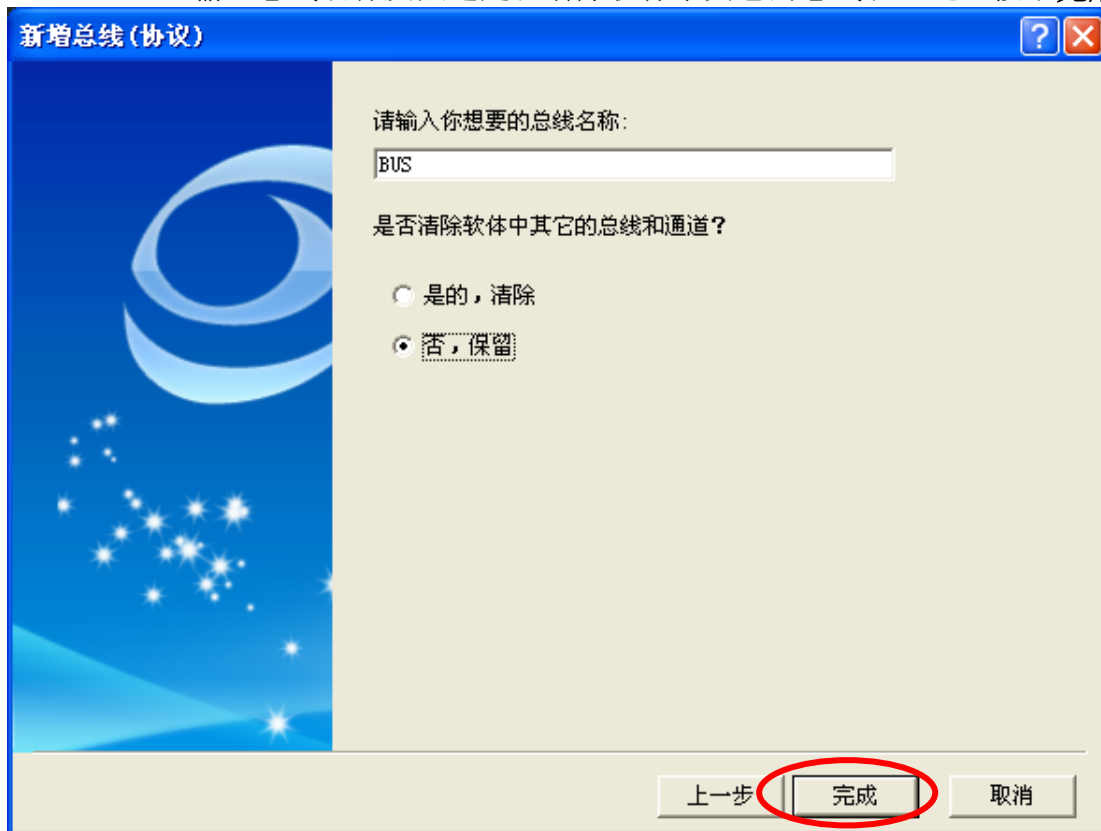 新增总线(协议)
请输入你想要的总线名称:
BUS
是否清除软体中其它的总线和通道?
是的，清除
否，保留
上一步 完成 取消